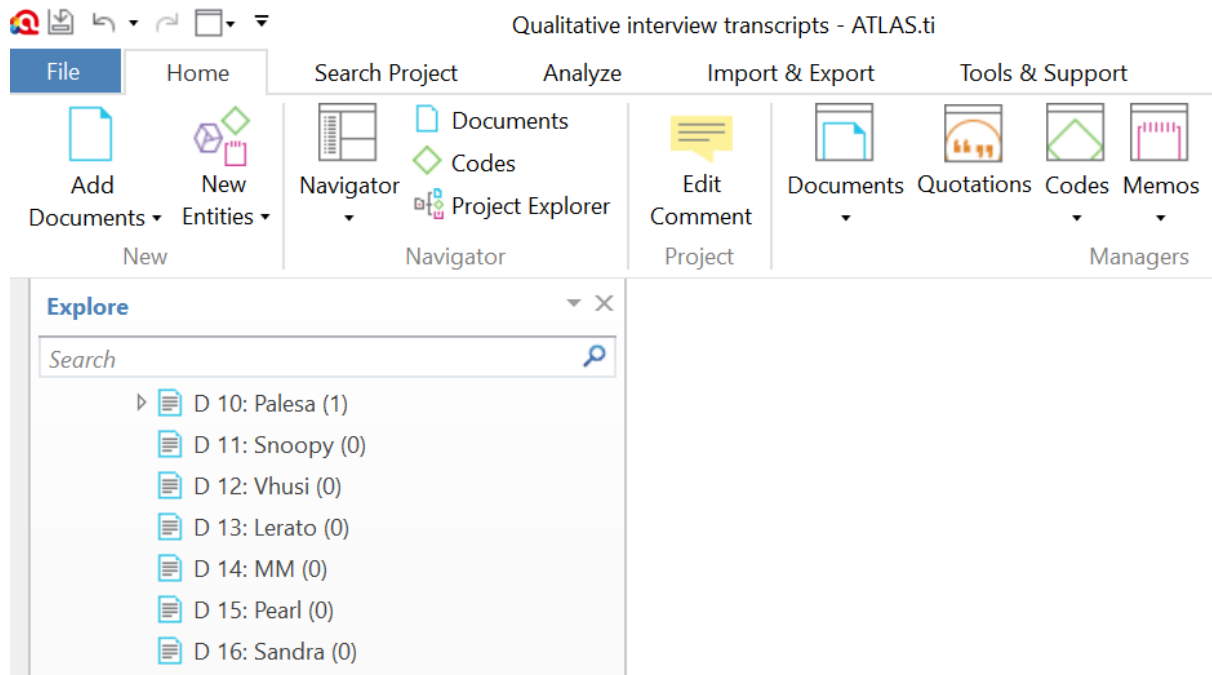 Qualitative interview transcripts - ATLAS.ti
File Home Search Project Analyze Import & Export Tools & Support
Add Documents
New Entities
New
Navigator
Documents
Codes
Project Explorer
Navigator
Edit Comment
Project
Documents Quotations Codes Memos
Managers
Explore
Search
D 10: Palesa (1)
D 11: Snoopy (0)
D 12: Vhusi (0)
D 13: Lerato (0)
D 14: MM (0)
D 15: Pearl (0)
D 16: Sandra (0)